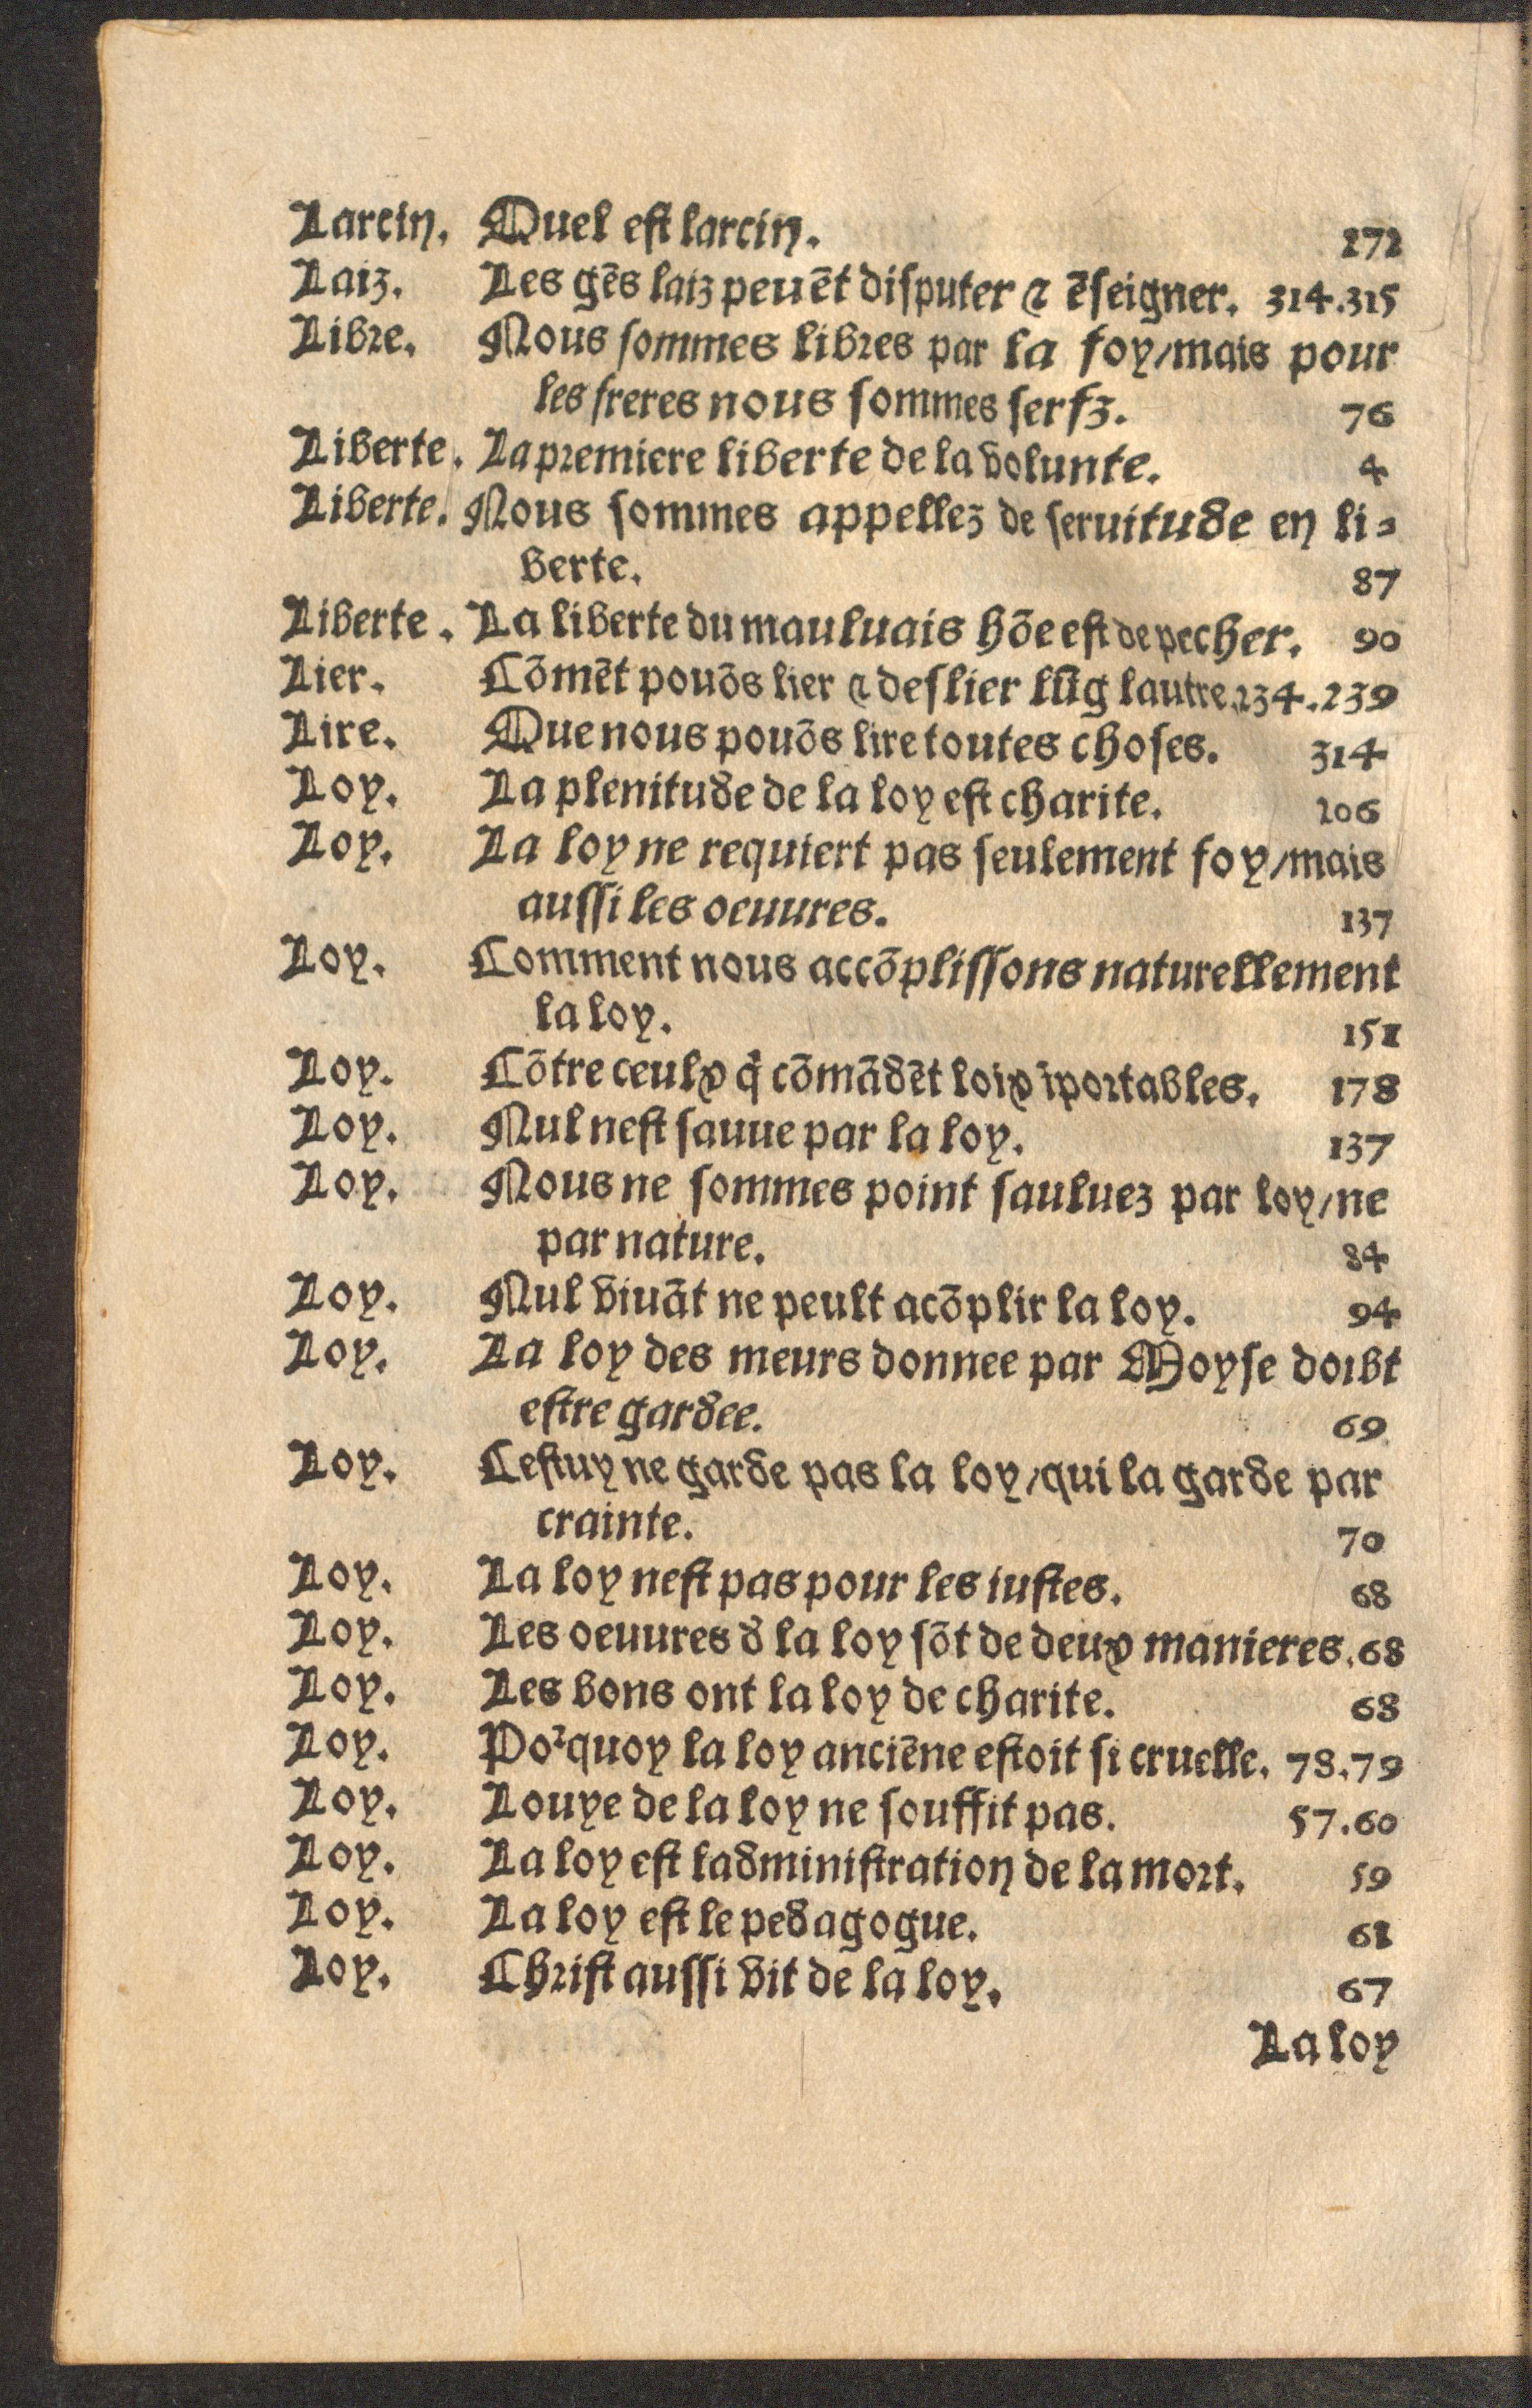 Larcin. Quel est larcin. 272
Laiz. Les gẽs laiz peuẽt disputer ⁊ ẽseigner. 314.315
Libre. Nous sommes libres par la foy/mais pour
les freres nous sommes serfz. 76
Liberte. La premiere liberte de la volunte. 4
Liberte. Nous sommes appellez de seruitude en li=
berte. 87
Liberte. La liberte du mauluais hõe est de pecher. 90
Lier. Cõmẽt pouõs lier ⁊ deslier lũg lautre. 234.239
Lire. Que nous pouõs lire toutes choses. 314
Loy. La plenitude de la loy est charite. 206
Loy. La loy ne requiert pas seulement foy/mais
aussi les oeuures. 137
Loy. Comment nous accõplissons naturellement
la loy. 151
Loy. Cõtre ceulx q̃ cõmãdẽt loix ĩportables. 178
Loy. Nul nest sauue par la loy. 137
Loy. Nous ne sommes point sauluez par loy/ne
par nature. 84
Loy. Nul viuãt ne peult acõplir la loy. 94
Loy. La loy des meurs donnee par Moyse doibt
estre gardee. 69
Loy. Cestuy ne garde pas la loy/qui la garde par
crainte. 70
Loy. La loy nest pas pour les iustes. 68
Loy. Les oeuures d̃ la loy sõt de deux manieres. 68
Loy. Les bons ont la loy de charite. 68
Loy. Poꝛquoy la loy anciẽne estoit si cruelle. 78.79
Loy. Louye de la loy ne souffit pas. 57.60
Loy. La loy est ladministration de la mort. 59
Loy. La loy est le pedagogue. 68
Loy. Christ aussi vit de la loy. 67
La loy